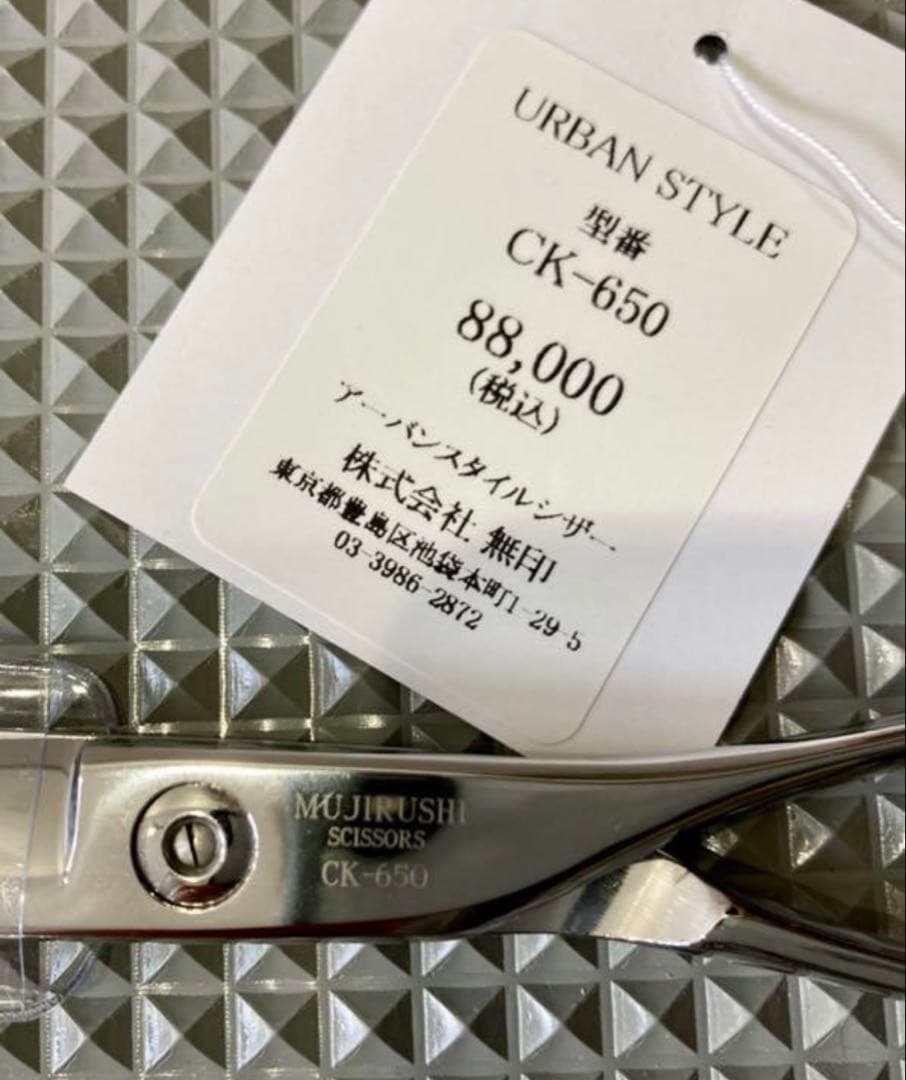 URBAN STYLE
型番
CK-650
88,000
(税込)
アーバンスタイルシザー
株式会社 無印
東京都豊島区池袋本町1-29-5
03-3986-2872
MUJIRUSHI
SCISSORS
CK-650